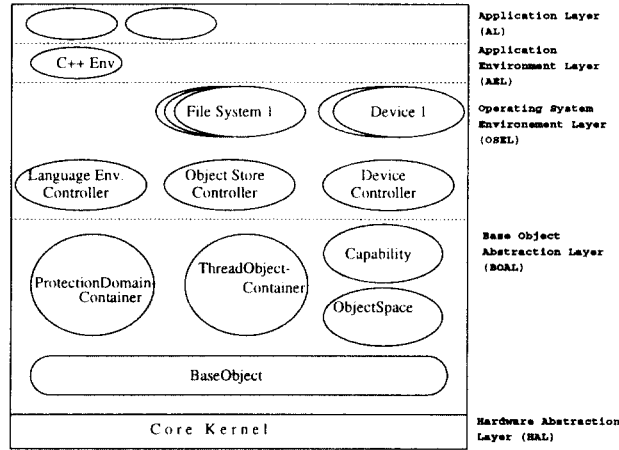 Application Layer
(AL)
Application
Environment Layer
(AEL)
C++ Env
File System 1
Device 1
Operating System
Environement Layer
(OSEL)
Language Env.
Controller
Object Store
Controller
Device
Controller
Base Object
Abstraction Layer
(BOAL)
Capability
ProtectionDomain-
Container
ThreadObject-
Container
ObjectSpace
BaseObject
Core Kernel
Hardware Abstraction
Layer (HAL)